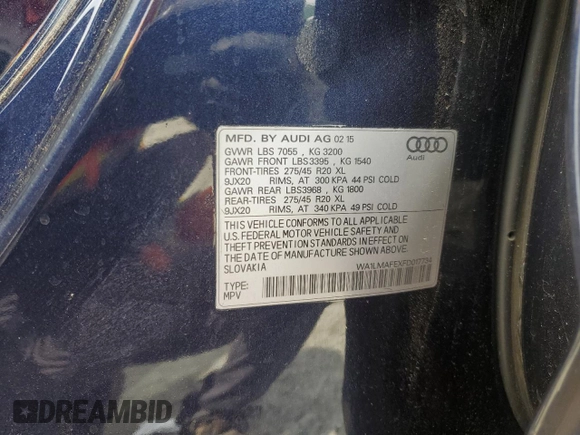 MFD. BY AUDI AG 02 15
GVWR LBS 7055 , KG 3200
GAWR FRONT LBS3395 , KG 1540
FRONT-TIRES 275/45 R20 XL
9JX20 RIMS, AT 300 KPA 44 PSI COLD
GAWR REAR LBS3968 , KG 1800
REAR-TIRES 275/45 R20 XL
9JX20 RIMS, AT 340 KPA 49 PSI COLD
Audi
THIS VEHICLE CONFORMS TO ALL APPLICABLE
U.S. FEDERAL MOTOR VEHICLE SAFETY AND
THEFT PREVENTION STANDARDS IN EFFECT ON
THE DATE OF MANUFACTURE SHOWN ABOVE.
SLOVAKIA
WA1LMAFEXFD017734
TYPE:
MPV
DREAMBID